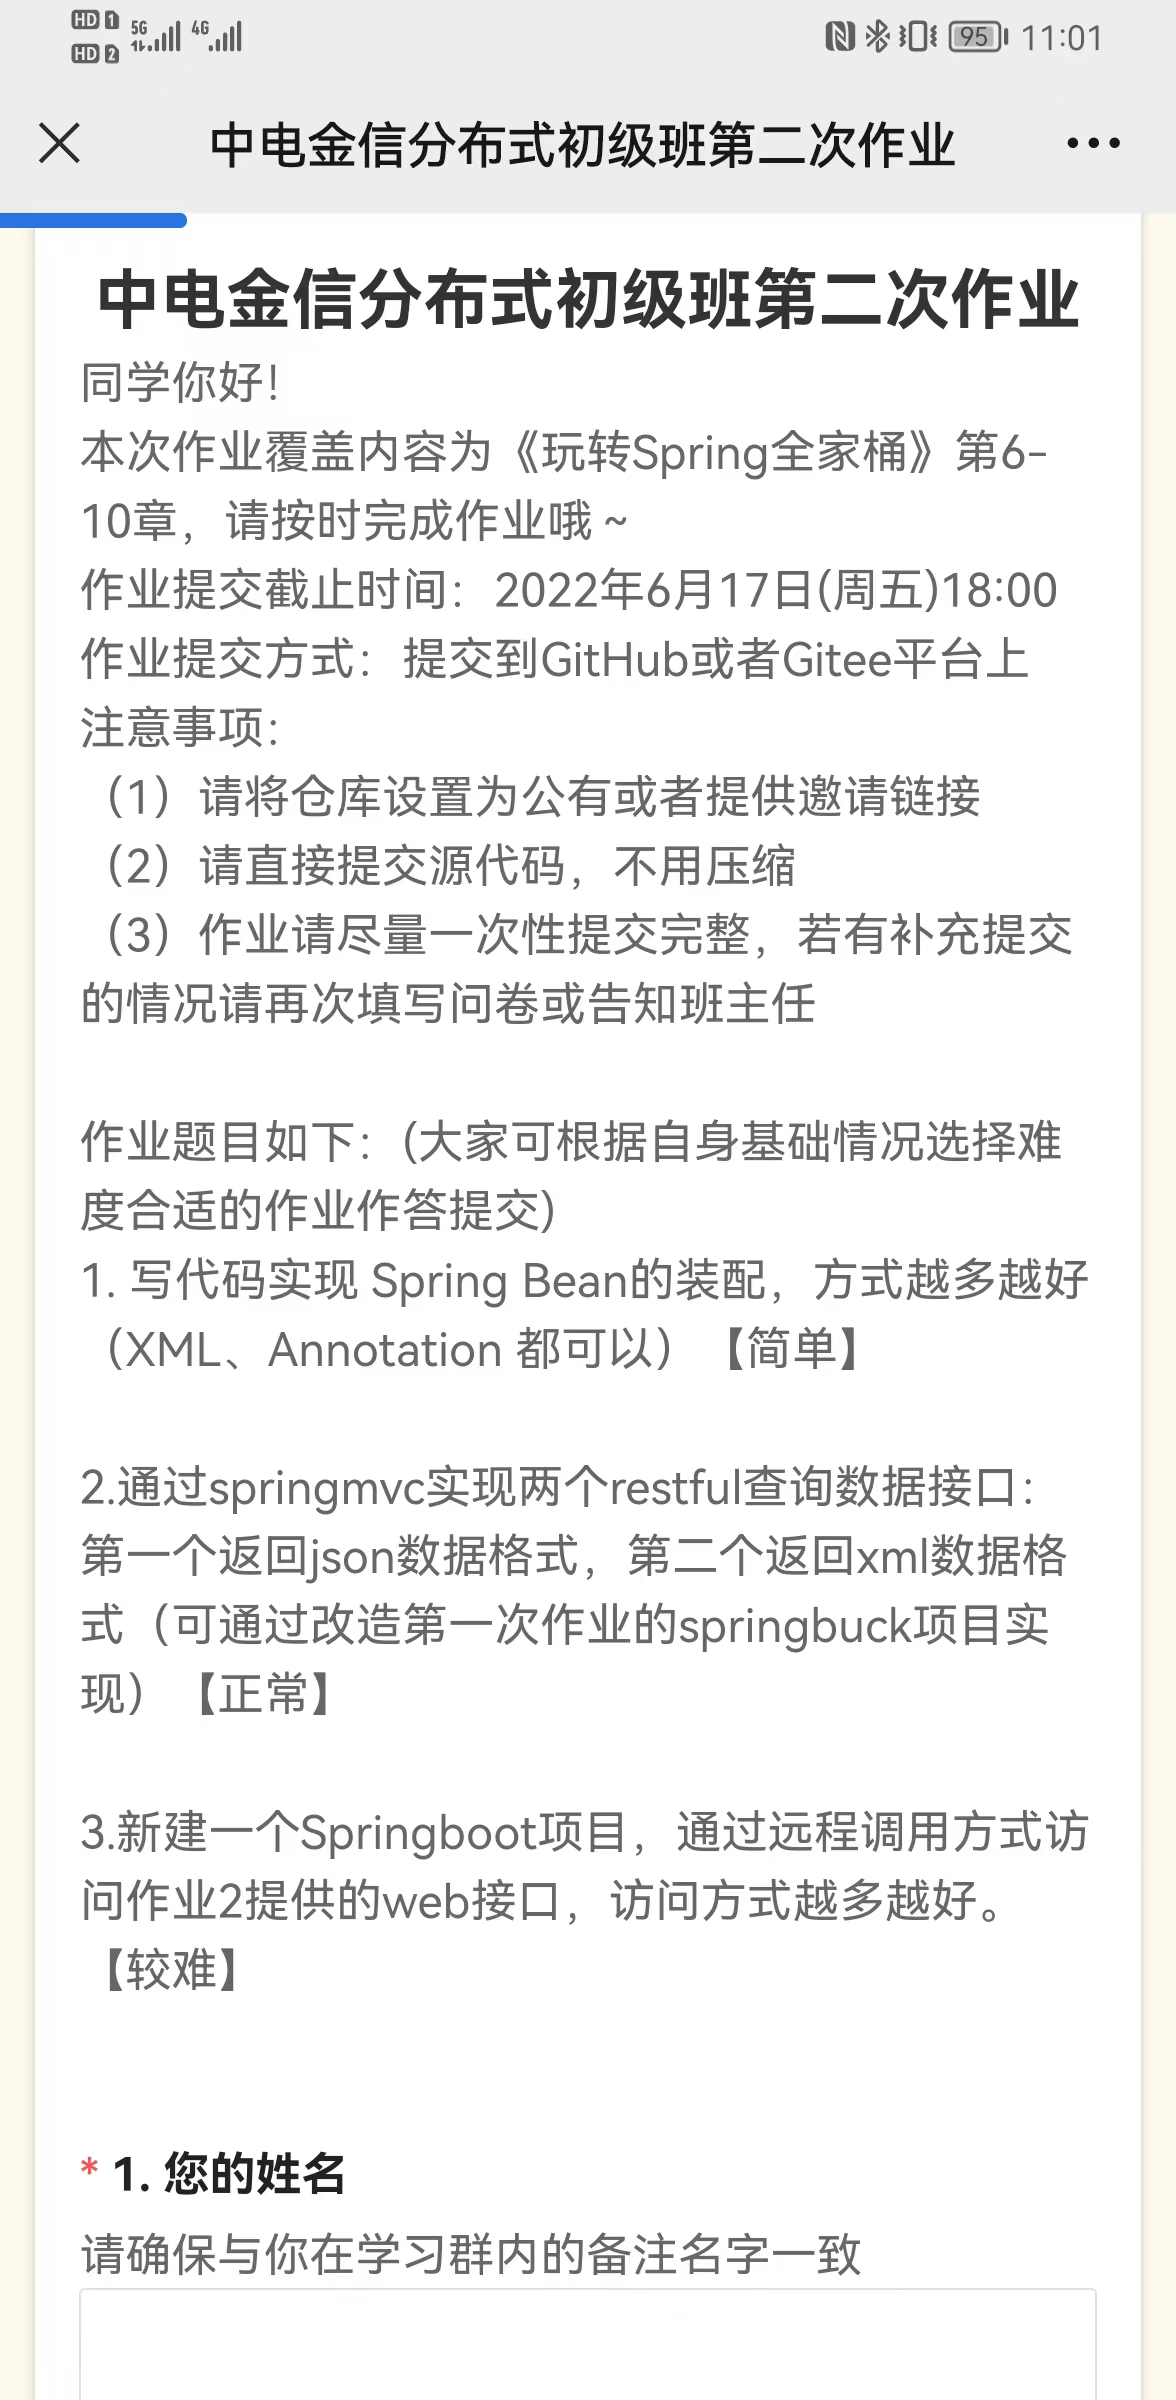 HD 1 5G 4G 95 11:01
HD 2
中电金信分布式初级班第二次作业
中电金信分布式初级班第二次作业
同学你好！
本次作业覆盖内容为《玩转Spring全家桶》第6-
10章，请按时完成作业哦 ~
作业提交截止时间：2022年6月17日(周五)18:00
作业提交方式：提交到GitHub或者Gitee平台上
注意事项：
（1）请将仓库设置为公有或者提供邀请链接
（2）请直接提交源代码，不用压缩
（3）作业请尽量一次性提交完整，若有补充提交
的情况请再次填写问卷或告知班主任
作业题目如下：(大家可根据自身基础情况选择难
度合适的作业作答提交)
1. 写代码实现 Spring Bean的装配，方式越多越好
（XML、Annotation 都可以）【简单】
2.通过springmvc实现两个restful查询数据接口：
第一个返回json数据格式，第二个返回xml数据格
式（可通过改造第一次作业的springbuck项目实
现）【正常】
3.新建一个Springboot项目，通过远程调用方式访
问作业2提供的web接口，访问方式越多越好。
【较难】
* 1. 您的姓名
请确保与你在学习群内的备注名字一致